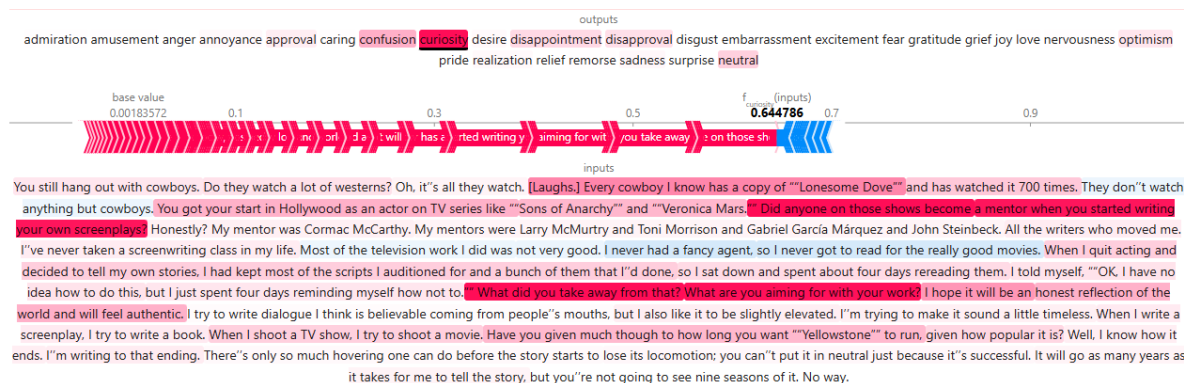 outputs
admiration amusement anger annoyance approval caring confusion curiosity desire disappointment disapproval disgust embarrassment excitement fear gratitude grief joy love nervousness optimism
pride realization relief remorse sadness surprise neutral
base value
f curiosity (inputs)
0.00183572 0.1 0.3 0.5 0.644786 0.7 0.9
will has a rted writing y aiming for wit you take away e on those sh
inputs
You still hang out with cowboys. Do they watch a lot of westerns? Oh, it''s all they watch. [Laughs.] Every cowboy I know has a copy of ""Lonesome Dove"" and has watched it 700 times. They don''t watch
anything but cowboys. You got your start in Hollywood as an actor on TV series like ""Sons of Anarchy"" and ""Veronica Mars."" Did anyone on those shows become a mentor when you started writing
your own screenplays? Honestly? My mentor was Cormac McCarthy. My mentors were Larry McMurtry and Toni Morrison and Gabriel García Márquez and John Steinbeck. All the writers who moved me.
I''ve never taken a screenwriting class in my life. Most of the television work I did was not very good. I never had a fancy agent, so I never got to read for the really good movies. When I quit acting and
decided to tell my own stories, I had kept most of the scripts I auditioned for and a bunch of them that I''d done, so I sat down and spent about four days rereading them. I told myself, ""OK, I have no
idea how to do this, but I just spent four days reminding myself how not to."" What did you take away from that? What are you aiming for with your work? I hope it will be an honest reflection of the
world and will feel authentic. I try to write dialogue I think is believable coming from people''s mouths, but I also like it to be slightly elevated. I''m trying to make it sound a little timeless. When I write a
screenplay, I try to write a book. When I shoot a TV show, I try to shoot a movie. Have you given much though to how long you want ""Yellowstone"" to run, given how popular it is? Well, I know how it
ends. I''m writing to that ending. There''s only so much hovering one can do before the story starts to lose its locomotion; you can''t put it in neutral just because it''s successful. It will go as many years as
it takes for me to tell the story, but you''re not going to see nine seasons of it. No way.